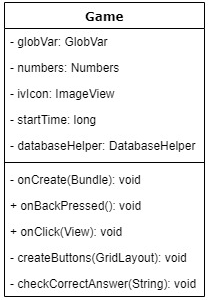 Game
- globVar: GlobVar
- numbers: Numbers
- ivIcon: ImageView
- startTime: long
- databaseHelper: DatabaseHelper
- onCreate(Bundle): void
+ onBackPressed(): void
+ onClick(View): void
- createButtons(GridLayout): void
- checkCorrectAnswer(String): void